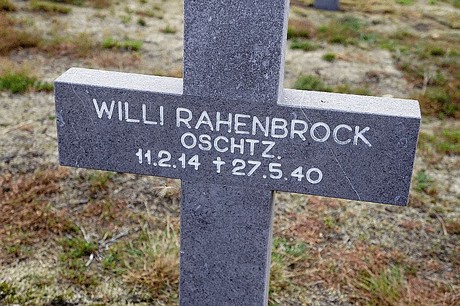 WILLI RAHENBROCK
OSCHTZ.
11.2.14 ✝ 27.5.40